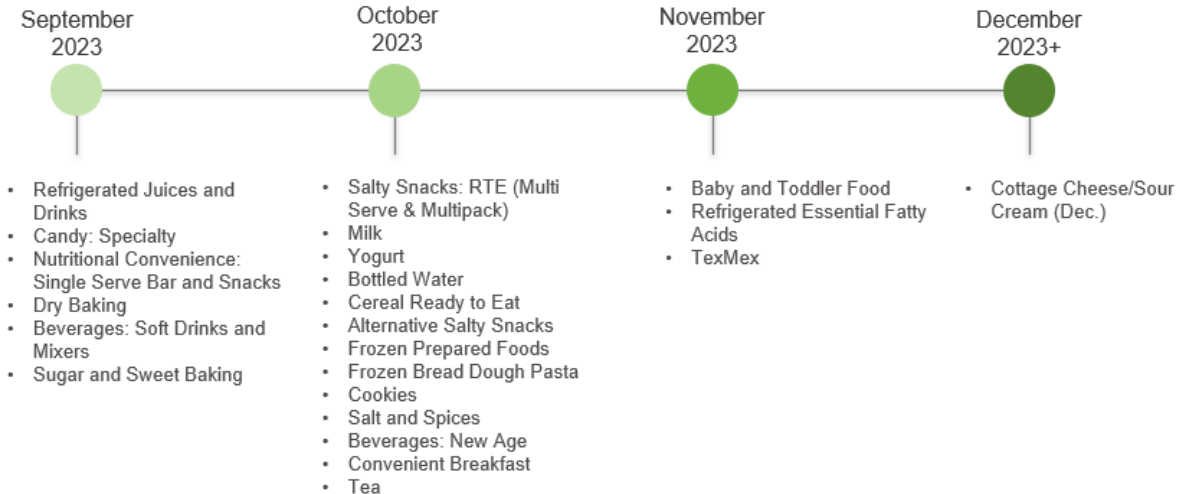 September
2023
• Refrigerated Juices and
Drinks
• Candy: Specialty
• Nutritional Convenience:
Single Serve Bar and Snacks
• Dry Baking
• Beverages: Soft Drinks and
Mixers
• Sugar and Sweet Baking
October
2023
• Salty Snacks: RTE (Multi
Serve & Multipack)
• Milk
• Yogurt
• Bottled Water
• Cereal Ready to Eat
• Alternative Salty Snacks
• Frozen Prepared Foods
• Frozen Bread Dough Pasta
• Cookies
• Salt and Spices
• Beverages: New Age
• Convenient Breakfast
• Tea
November
2023
• Baby and Toddler Food
• Refrigerated Essential Fatty
Acids
• TexMex
December
2023+
• Cottage Cheese/Sour
Cream (Dec.)